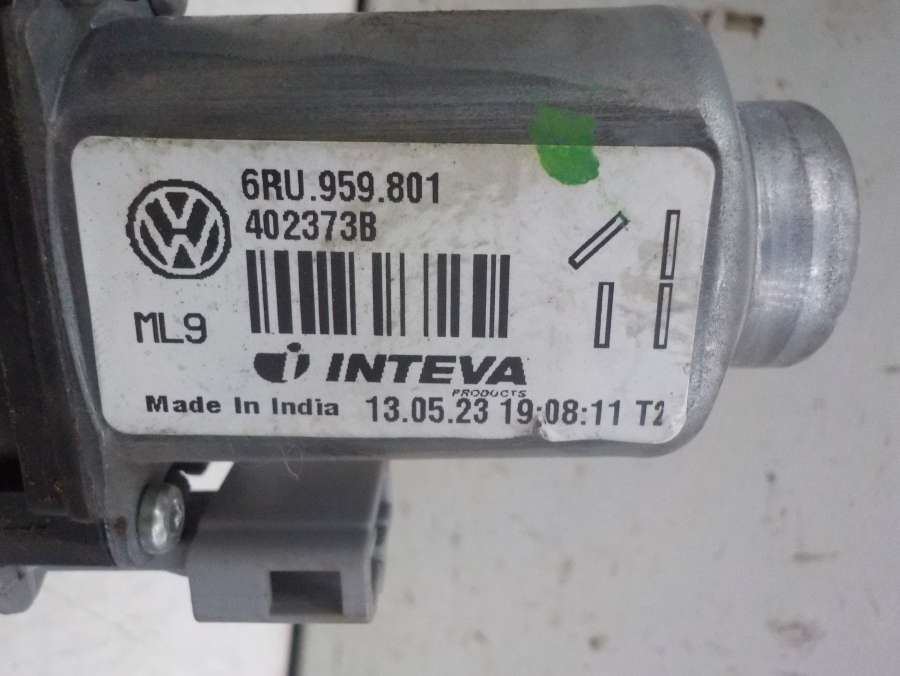 6RU.959.801
402373B
ML9
INTEVA
PRODUCTS
Made In India 13.05.23 19:08:11 T2